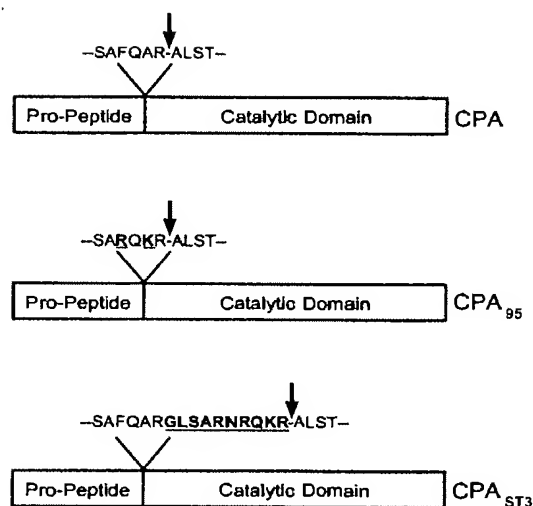 –SAFQAR-ALST–
Pro-Peptide Catalytic Domain CPA
–SARQKR-ALST–
Pro-Peptide Catalytic Domain CPA95
–SAFQARGLSARNRQKR-ALST–
Pro-Peptide Catalytic Domain CPAST3